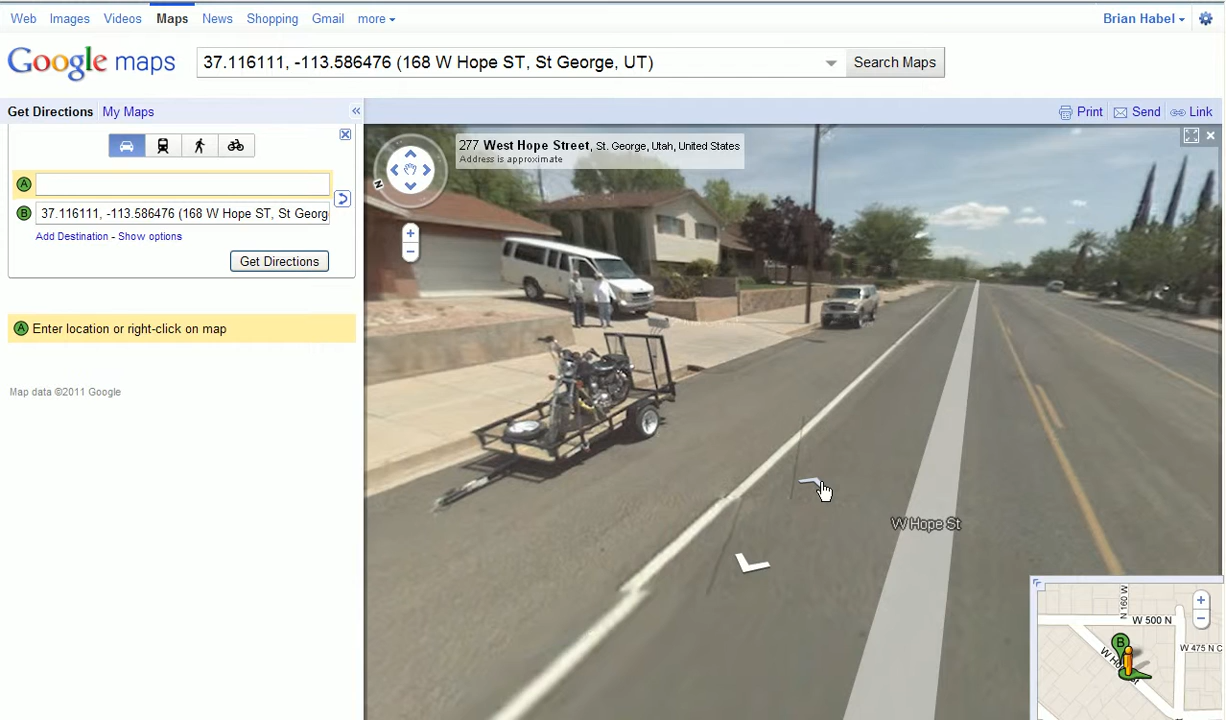 Web Images Videos Maps News Shopping Gmail more Brian Habel
Google maps 37.116111, -113.586476 (168 W Hope ST, St George, UT) Search Maps
Get Directions My Maps « Print Send Link
277 West Hope Street, St. George, Utah, United States
Address is approximate
N
A
B 37.116111, -113.586476 (168 W Hope ST, St Georg
Add Destination - Show options
Get Directions
A Enter location or right-click on map
Map data ©2011 Google
W Hope St
N 160 W
W 500 N
B
W 475 N C